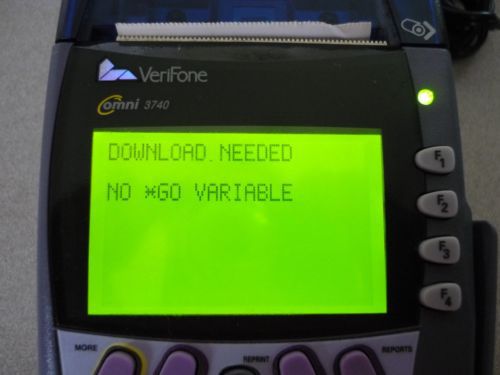 VeriFone
omni 3740
DOWNLOAD NEEDED
NO *GO VARIABLE
F1
F2
F3
F4
MORE
REPRINT
REPORTS